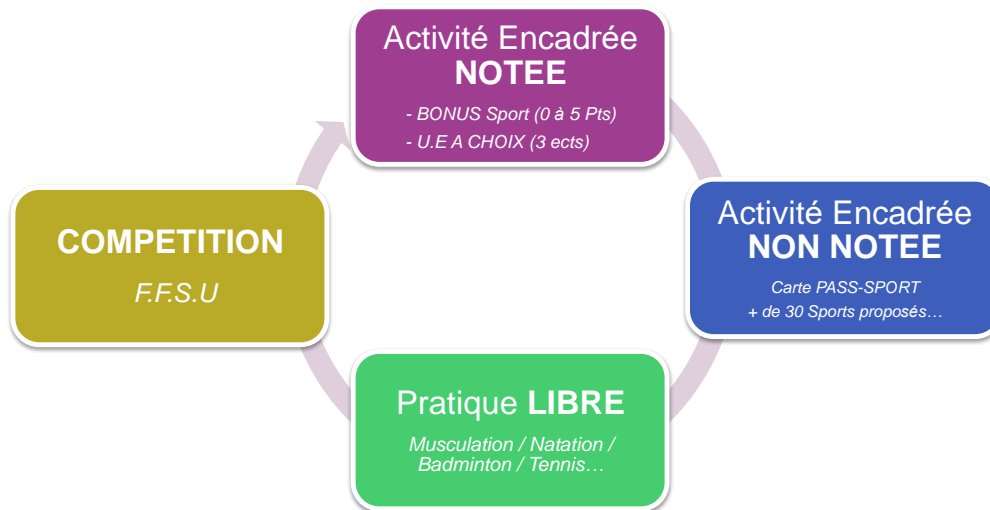 Activité Encadrée
NOTEE
- BONUS Sport (0 à 5 Pts)
- U.E A CHOIX (3 ects)
Activité Encadrée
NON NOTEE
Carte PASS-SPORT
+ de 30 Sports proposés…
Pratique LIBRE
Musculation / Natation /
Badminton / Tennis…
COMPETITION
F.F.S.U